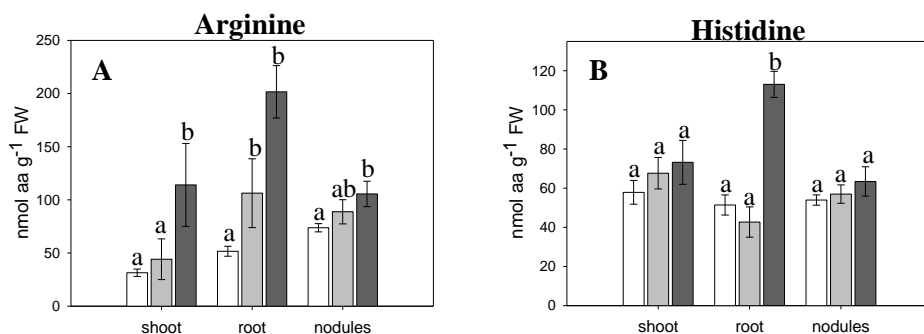 Arginine
A
nmol aa g⁻¹ FW
250
200
150
100
50
0
a
a
b
a
b
b
a
ab
b
shoot
root
nodules
Histidine
B
nmol aa g⁻¹ FW
120
100
80
60
40
20
0
a
a
a
a
a
b
a
a
a
shoot
root
nodules